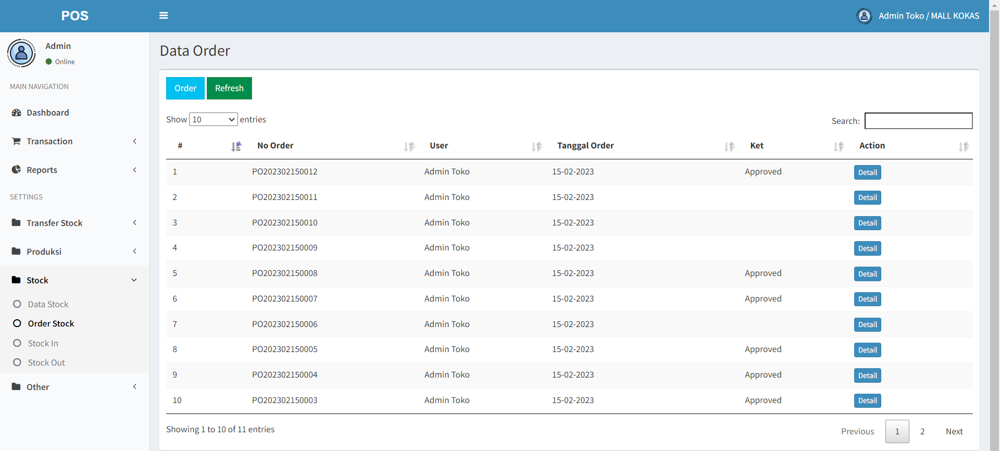 POS
Admin Toko / MALL KOKAS
Admin
Online
MAIN NAVIGATION
Dashboard
Transaction
Reports
SETTINGS
Transfer Stock
Produksi
Stock
Data Stock
Order Stock
Stock In
Stock Out
Other
Data Order
Order Refresh
Show 10 entries Search:
# No Order User Tanggal Order Ket Action
1 PO202302150012 Admin Toko 15-02-2023 Approved Detail
2 PO202302150011 Admin Toko 15-02-2023 Detail
3 PO202302150010 Admin Toko 15-02-2023 Detail
4 PO202302150009 Admin Toko 15-02-2023 Detail
5 PO202302150008 Admin Toko 15-02-2023 Approved Detail
6 PO202302150007 Admin Toko 15-02-2023 Approved Detail
7 PO202302150006 Admin Toko 15-02-2023 Detail
8 PO202302150005 Admin Toko 15-02-2023 Approved Detail
9 PO202302150004 Admin Toko 15-02-2023 Approved Detail
10 PO202302150003 Admin Toko 15-02-2023 Approved Detail
Showing 1 to 10 of 11 entries Previous 1 2 Next